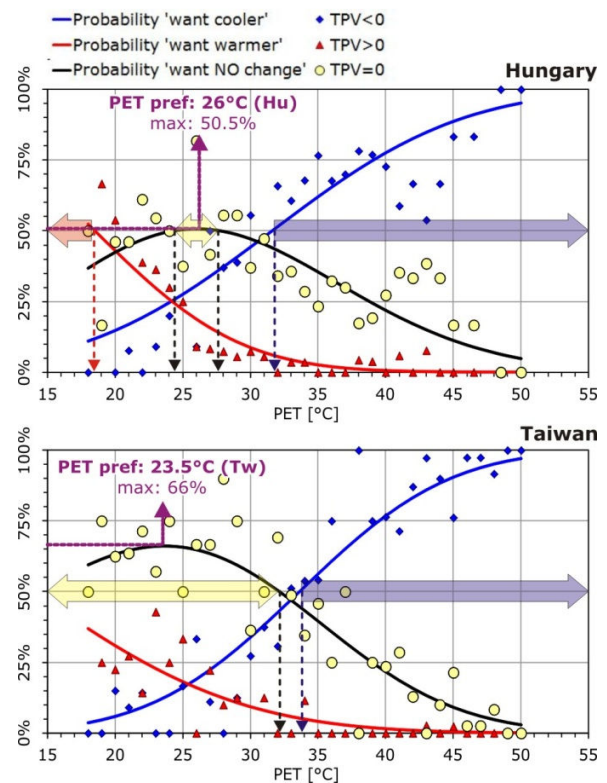 Probability 'want cooler' TPV<0
Probability 'want warmer' TPV>0
Probability 'want NO change' TPV=0
Hungary
100%
PET pref: 26°C (Hu)
max: 50.5%
75%
50%
25%
0%
15 20 25 30 35 40 45 50 55
PET [°C]
Taiwan
100%
PET pref: 23.5°C (Tw)
max: 66%
75%
50%
25%
0%
15 20 25 30 35 40 45 50 55
PET [°C]